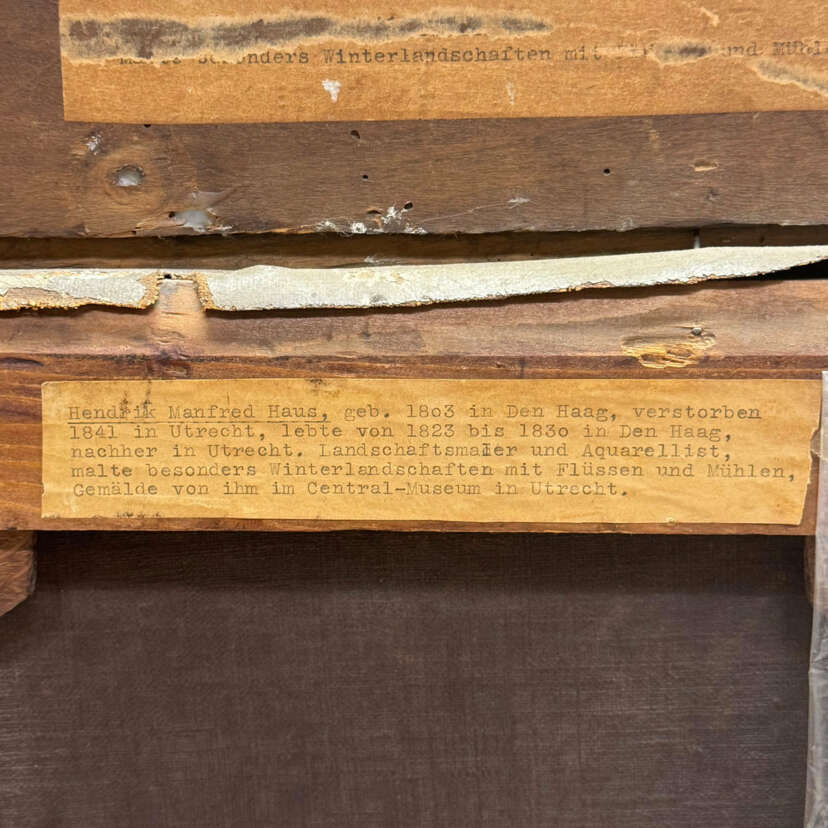 besonders Winterlandschaften mit und Mühl
Hendrik Manfred Haus, geb. 18o3 in Den Haag, verstorben
1841 in Utrecht, lebte von 1823 bis 183o in Den Haag,
nachher in Utrecht. Landschaftsmaler und Aquarellist,
malte besonders Winterlandschaften mit Flüssen und Mühlen,
Gemälde von ihm im Central-Museum in Utrecht.